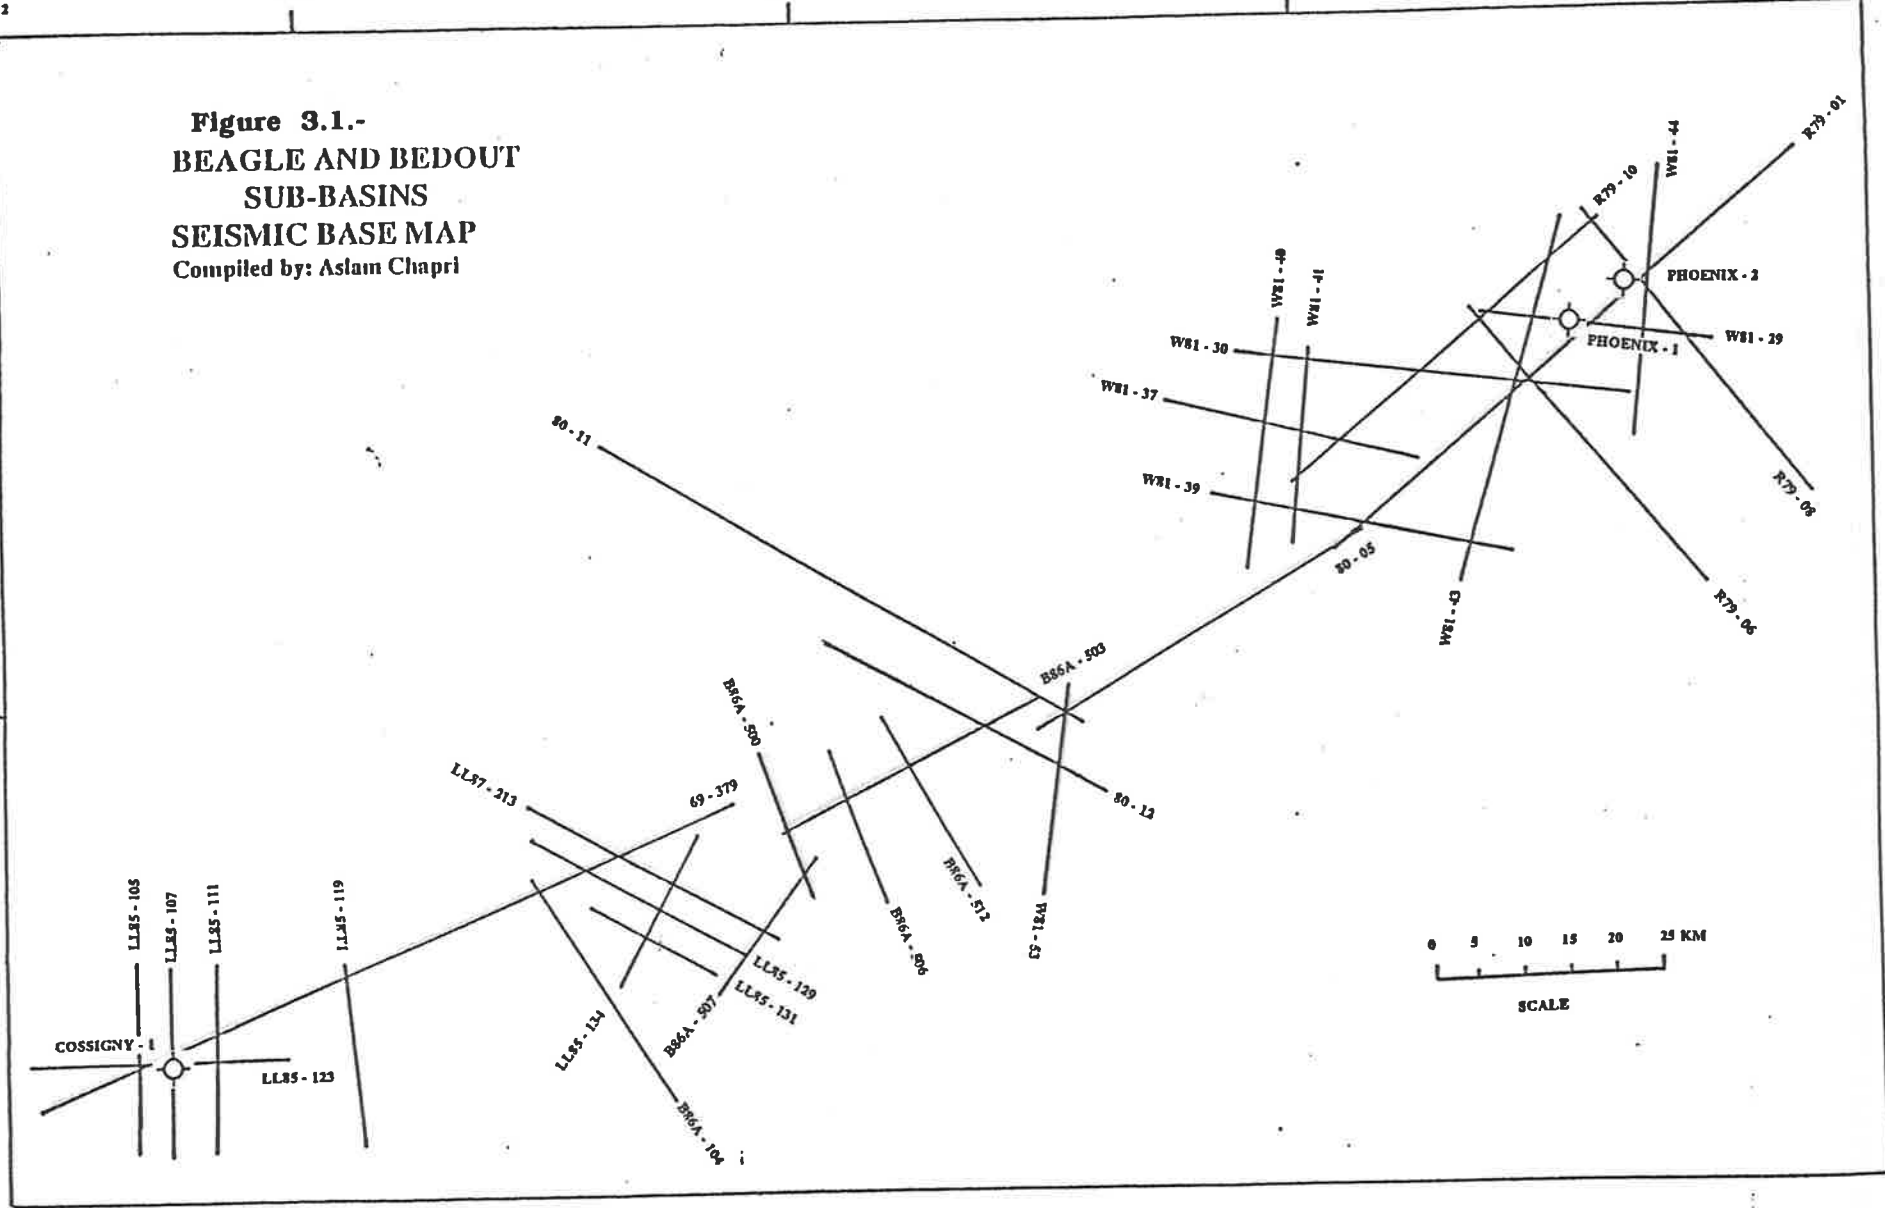 2
Figure 3.1.-
BEAGLE AND BEDOUT
SUB-BASINS
SEISMIC BASE MAP
Compiled by: Aslam Chapri
R79 - 01
W81 - 44
R79 - 10
PHOENIX - 2
W81 - 40
W81 - 41
W81 - 29
PHOENIX - 1
W81 - 30
W81 - 37
80 - 11
W81 - 39
R79 - 08
80 - 05
W81 - 43
R79 - 06
B86A - 503
B86A - 500
LL87 - 213
69 - 379
80 - 12
B86A - 512
LL85 - 105
LL85 - 107
LL85 - 111
LL85 - 119
B86A - 506
W81 - 53
0 5 10 15 20 25 KM
SCALE
LL85 - 129
LL85 - 131
B86A - 507
LL85 - 134
COSSIGNY - 1
LL85 - 123
B86A - 104